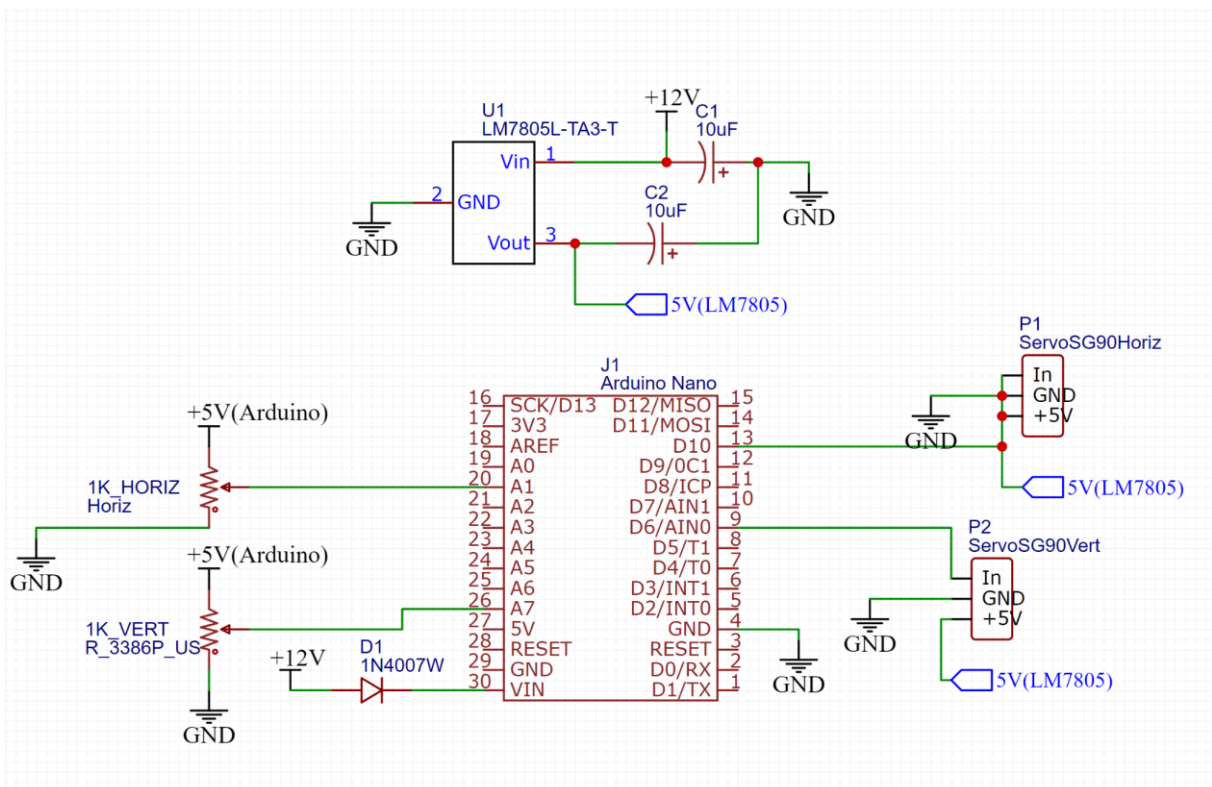 +12V
U1
LM7805L-TA3-T
C1
10uF
Vin
1
+
2
GND
GND
C2
10uF
GND
Vout
3
+
5V(LM7805)
P1
ServoSG90Horiz
In
GND
+5V
GND
5V(LM7805)
J1
Arduino Nano
16 SCK/D13 D12/MISO 15
17 3V3 D11/MOSI 14
18 AREF D10 13
19 A0 D9/0C1 12
20 A1 D8/ICP 11
21 A2 D7/AIN1 10
22 A3 D6/AIN0 9
23 A4 D5/T1 8
24 A5 D4/T0 7
25 A6 D3/INT1 6
26 A7 D2/INT0 5
27 5V GND 4
28 RESET RESET 3
29 GND D0/RX 2
30 VIN D1/TX 1
+5V(Arduino)
1K_HORIZ
Horiz
GND
+5V(Arduino)
1K_VERT
R_3386P_US
GND
+12V
D1
1N4007W
GND
P2
ServoSG90Vert
In
GND
+5V
GND
5V(LM7805)